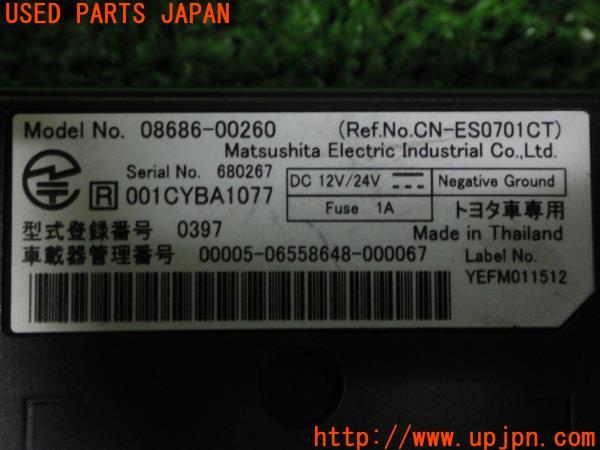 USED PARTS JAPAN
Model No. 08686-00260 (Ref.No.CN-ES0701CT)
Matsushita Electric Industrial Co.,Ltd.
Serial No. 680267
R 001CYBA1077
DC 12V/24V Negative Ground
Fuse 1A トヨタ車専用
型式登録番号 0397 Made in Thailand
車載器管理番号 00005-06558648-000067 Label No.
YEFM011512
http://www.upjpn.com/